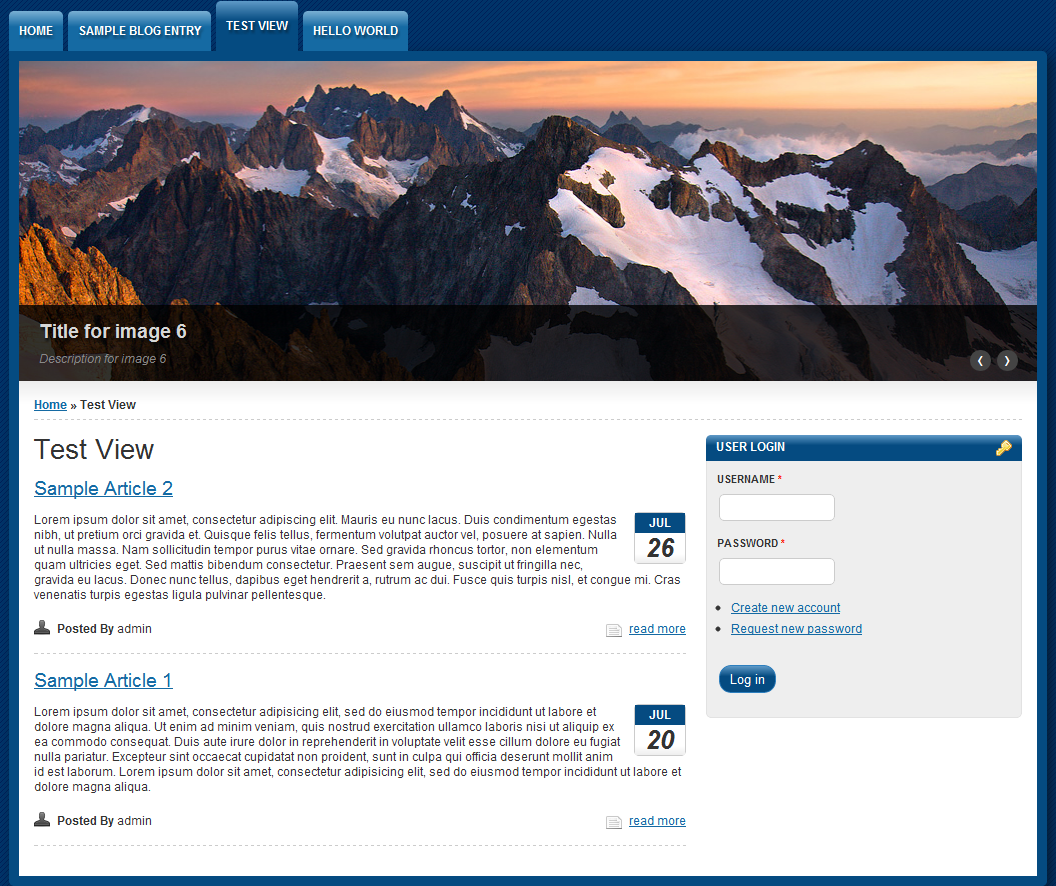 HOME
SAMPLE BLOG ENTRY
TEST VIEW
HELLO WORLD
Title for image 6
Description for image 6
Home » Test View
Test View
Sample Article 2
Lorem ipsum dolor sit amet, consectetur adipiscing elit. Mauris eu nunc lacus. Duis condimentum egestas
nibh, ut pretium orci gravida et. Quisque felis tellus, fermentum volutpat auctor vel, posuere at sapien. Nulla
ut nulla massa. Nam sollicitudin tempor purus vitae ornare. Sed gravida rhoncus tortor, non elementum
quam ultricies eget. Sed mattis bibendum consectetur. Praesent sem augue, suscipit ut fringilla nec,
gravida eu lacus. Donec nunc tellus, dapibus eget hendrerit a, rutrum ac dui. Fusce quis turpis nisl, et congue mi. Cras
venenatis turpis egestas ligula pulvinar pellentesque.
JUL
26
Posted By admin
read more
Sample Article 1
Lorem ipsum dolor sit amet, consectetur adipisicing elit, sed do eiusmod tempor incididunt ut labore et
dolore magna aliqua. Ut enim ad minim veniam, quis nostrud exercitation ullamco laboris nisi ut aliquip ex
ea commodo consequat. Duis aute irure dolor in reprehenderit in voluptate velit esse cillum dolore eu fugiat
nulla pariatur. Excepteur sint occaecat cupidatat non proident, sunt in culpa qui officia deserunt mollit anim
id est laborum. Lorem ipsum dolor sit amet, consectetur adipisicing elit, sed do eiusmod tempor incididunt ut labore et
dolore magna aliqua.
JUL
20
Posted By admin
read more
USER LOGIN
USERNAME *
PASSWORD *
Create new account
Request new password
Log in